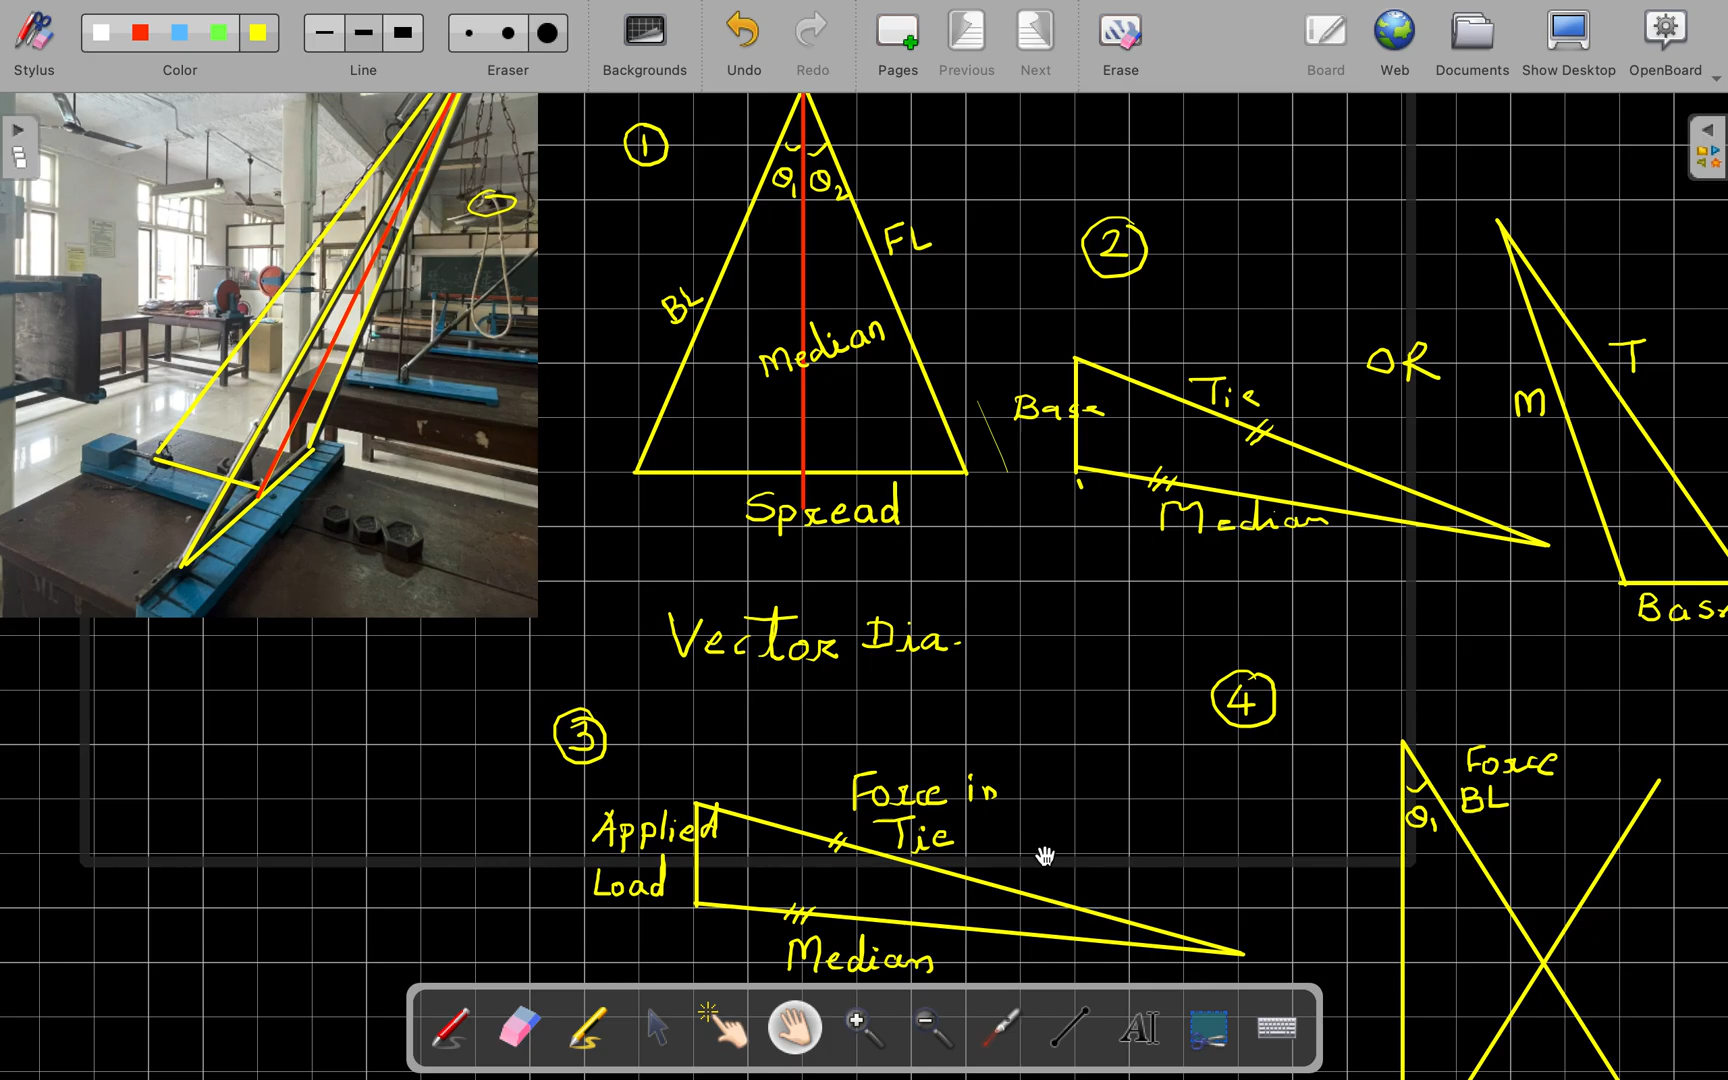 Stylus
Color
Line
Eraser
Backgrounds
Undo
Redo
Pages
Previous
Next
Erase
Board
Web
Documents
Show Desktop
OpenBoard
①
θ₁ θ₂
BL
FL
Median
Spread
②
Base
Tie
Median
OR
M
T
Base
Vector Dia.
③
Applied
Load
Force in
Tie
Median
④
Force
BL
θ₁
AI